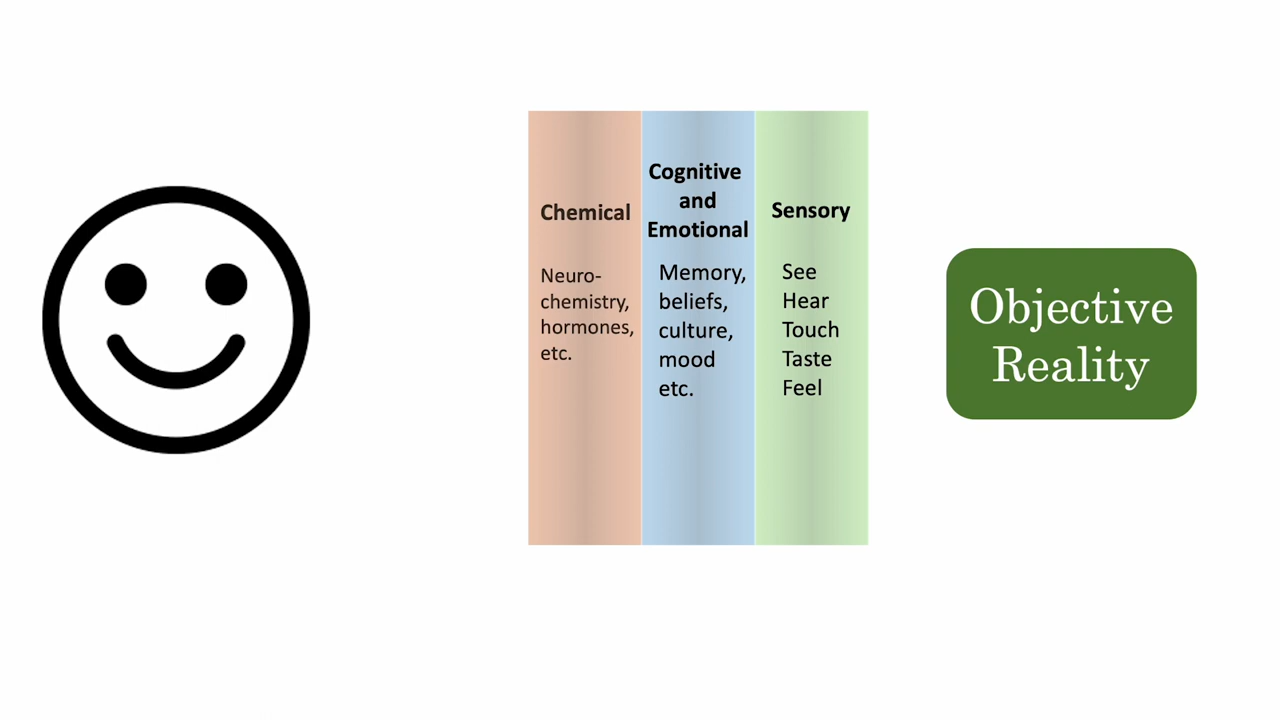 Chemical
Neuro-
chemistry,
hormones,
etc.
Cognitive
and
Emotional
Memory,
beliefs,
culture,
mood
etc.
Sensory
See
Hear
Touch
Taste
Feel
Objective
Reality